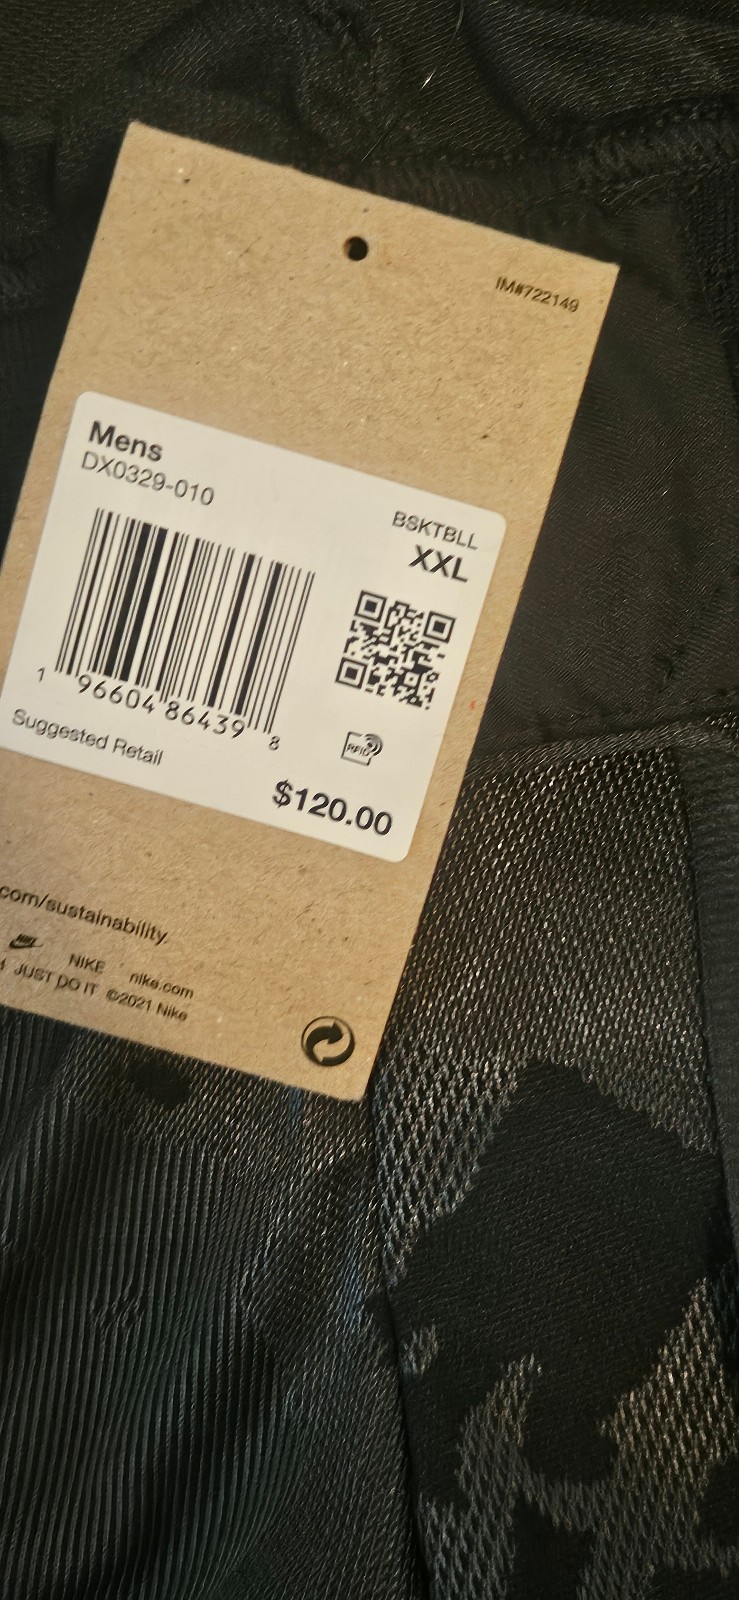 IM#722149
Mens
DX0329-010
BSKTBLL
XXL
1 96604 86439 8
RFID
Suggested Retail
$120.00
.com/sustainability.
NIKE nike.com
JUST DO IT ©2021 Nike